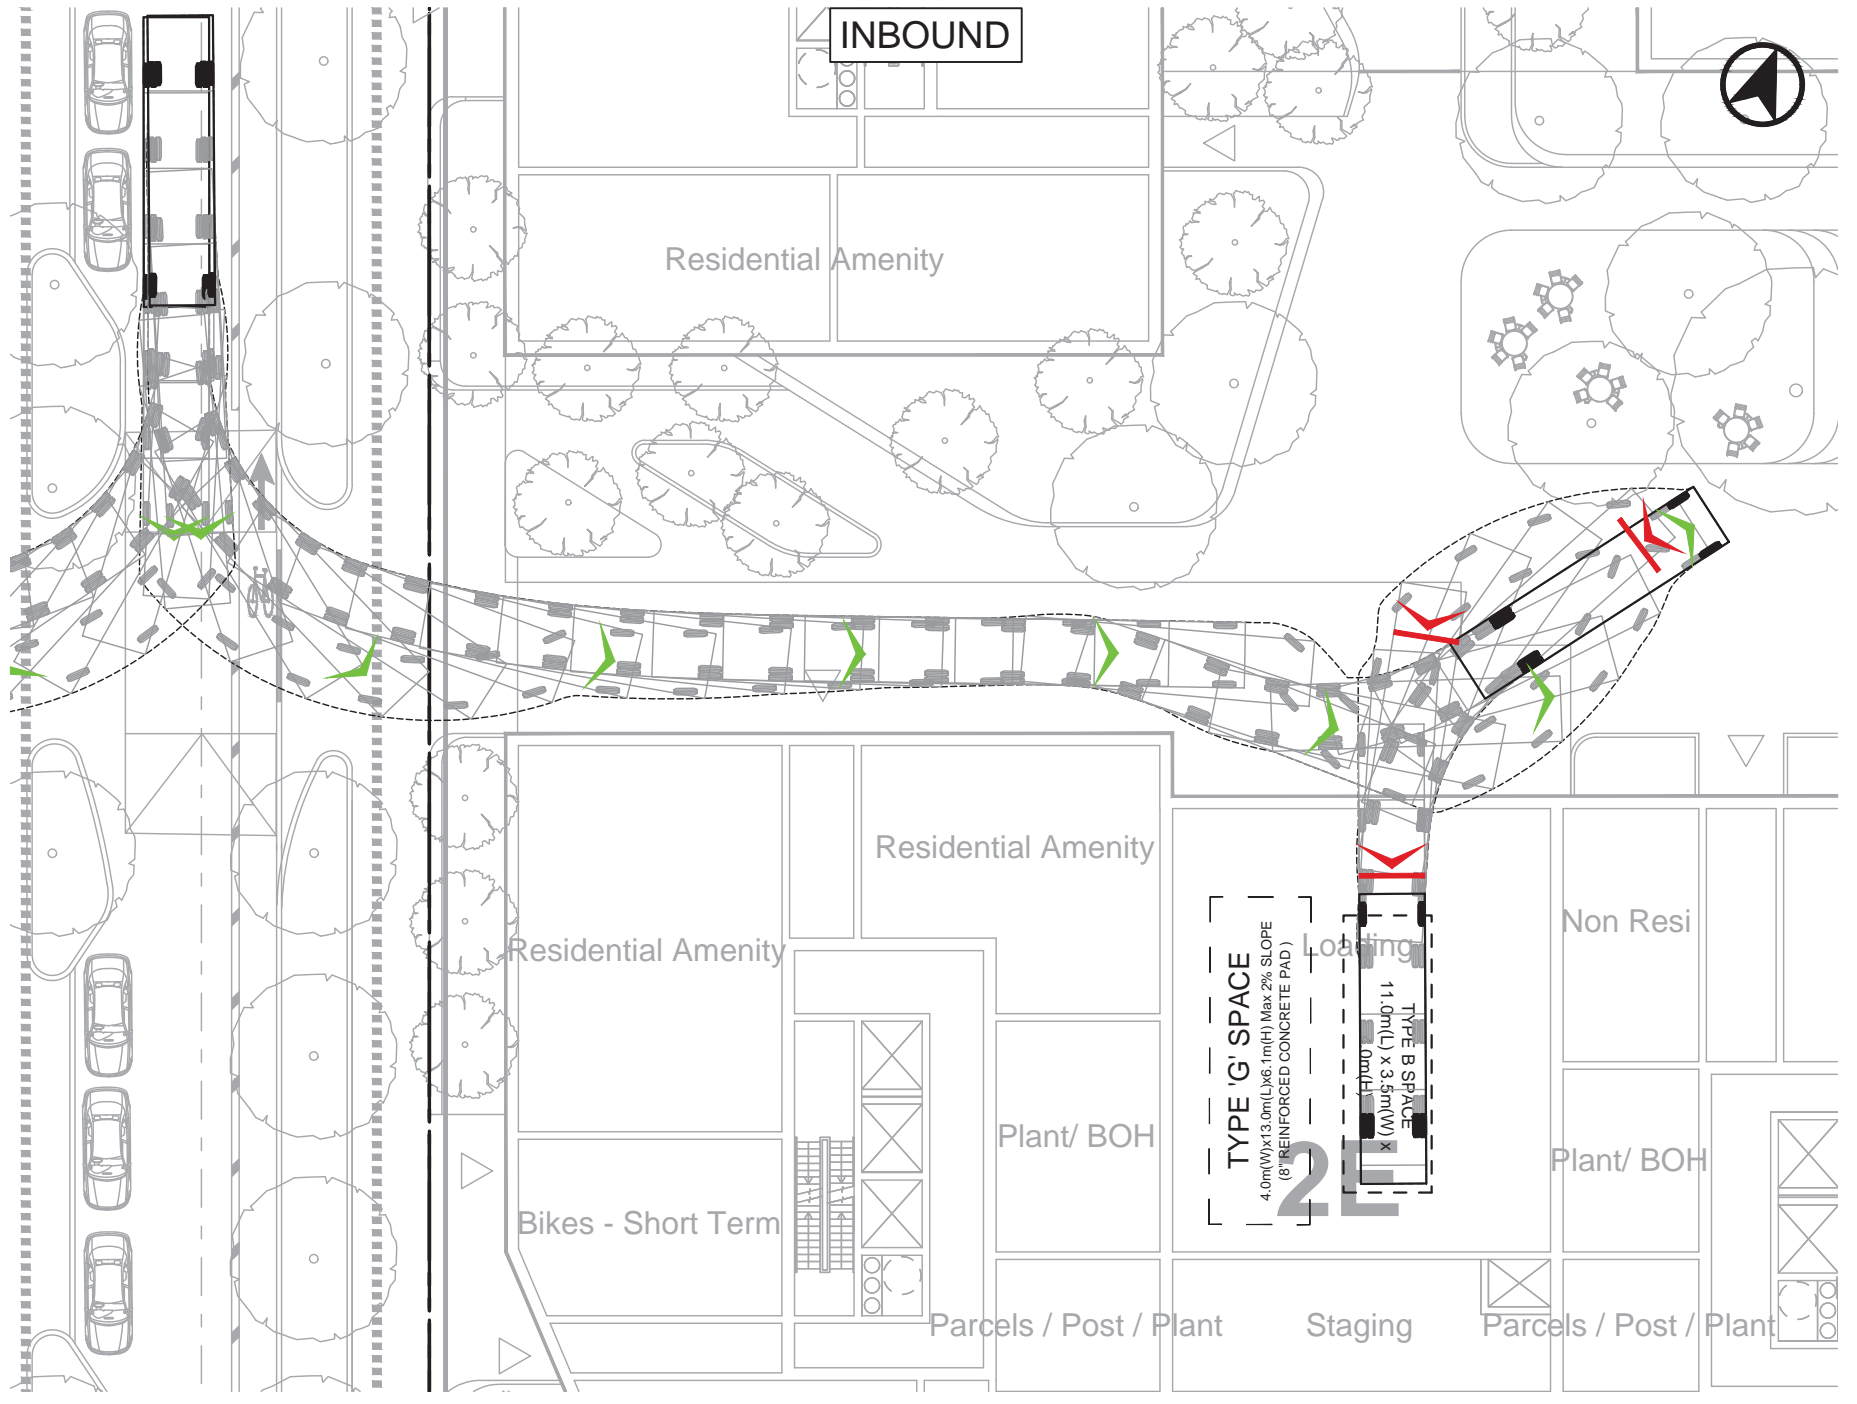 INBOUND
Residential Amenity
Residential Amenity
Residential Amenity
Non Resi
Loading
TYPE 'G' SPACE
4.0m(W)x13.0m(L)x6.1m(H) Max 2% SLOPE
(8" REINFORCED CONCRETE PAD )
TYPE B SPACE
11.0m(L) x 3.5m(W) x
.0m(H)
Plant/ BOH
2E
Plant/ BOH
Bikes - Short Term
Parcels / Post / Plant
Staging
Parcels / Post / Plant